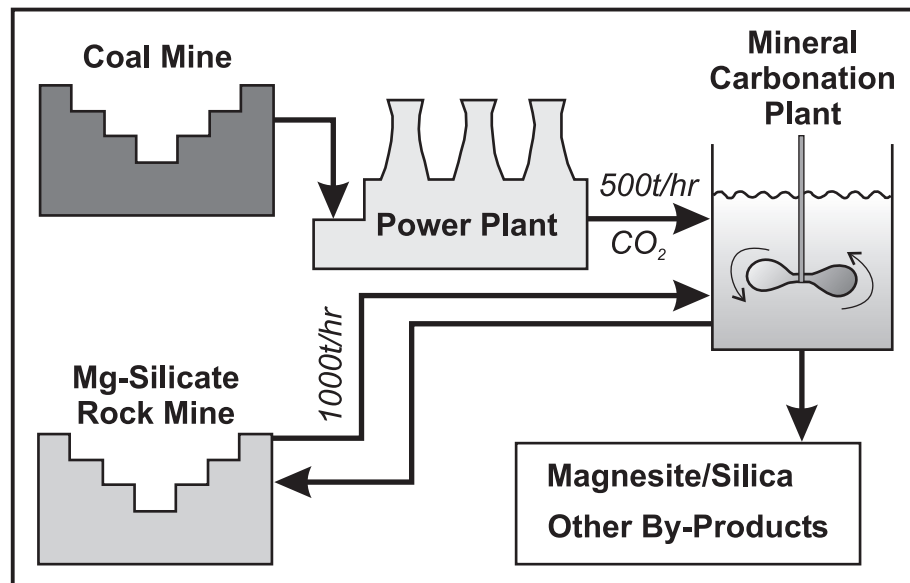 Coal Mine
Mineral
Carbonation
Plant
500t/hr
Power Plant
CO₂
1000t/hr
Mg-Silicate
Rock Mine
Magnesite/Silica
Other By-Products